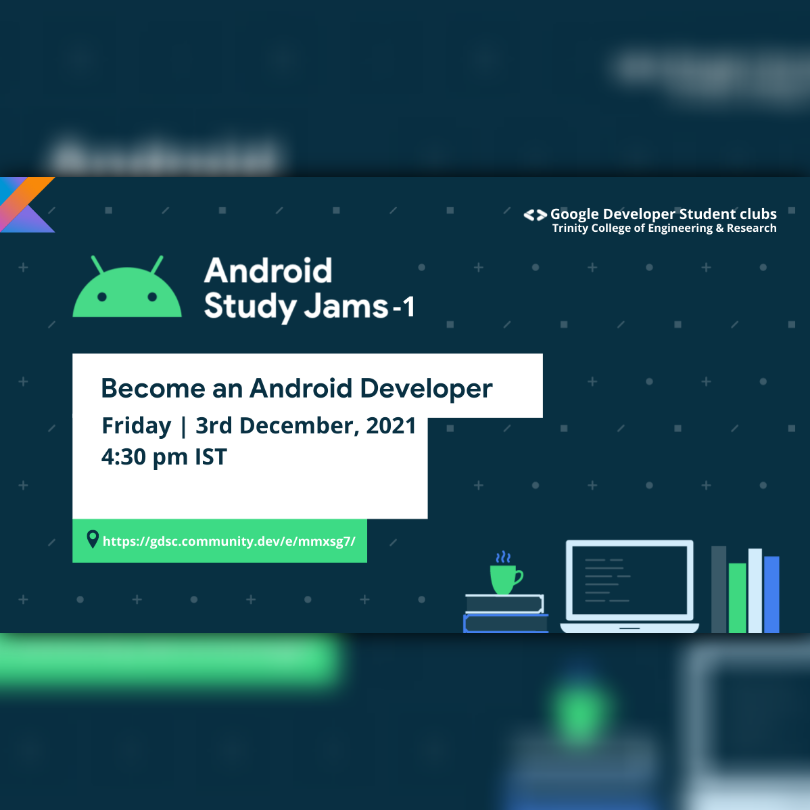 <> Google Developer Student clubs
Trinity College of Engineering & Research
Android
Study Jams -1
Become an Android Developer
Friday | 3rd December, 2021
4:30 pm IST
https://gdsc.community.dev/e/mmxsg7/